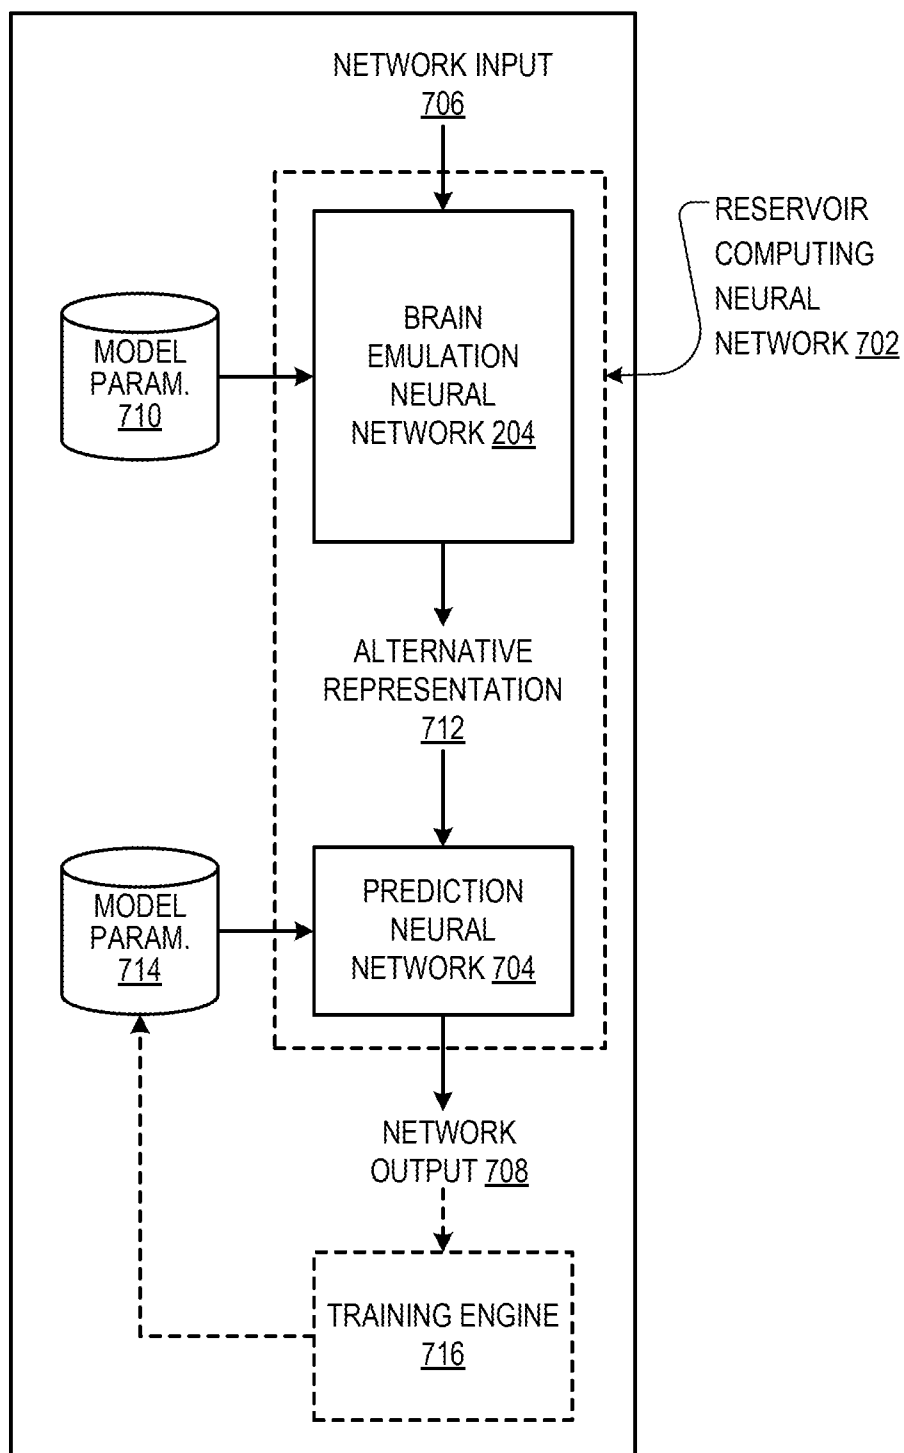 NETWORK INPUT
706
RESERVOIR
COMPUTING
NEURAL
NETWORK 702
BRAIN
EMULATION
NEURAL
NETWORK 204
MODEL
PARAM.
710
ALTERNATIVE
REPRESENTATION
712
MODEL
PARAM.
714
PREDICTION
NEURAL
NETWORK 704
NETWORK
OUTPUT 708
TRAINING ENGINE
716